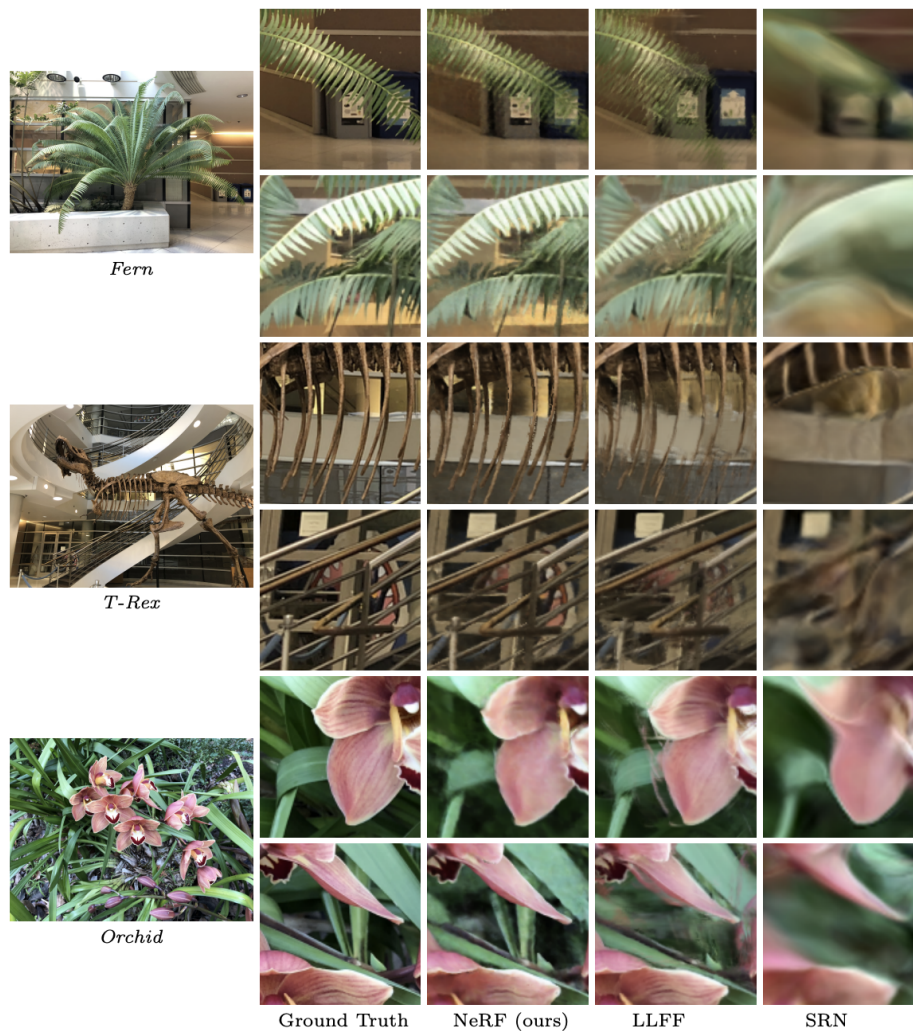 Fern
T-Rex
Orchid
Ground Truth
NeRF (ours)
LLFF
SRN